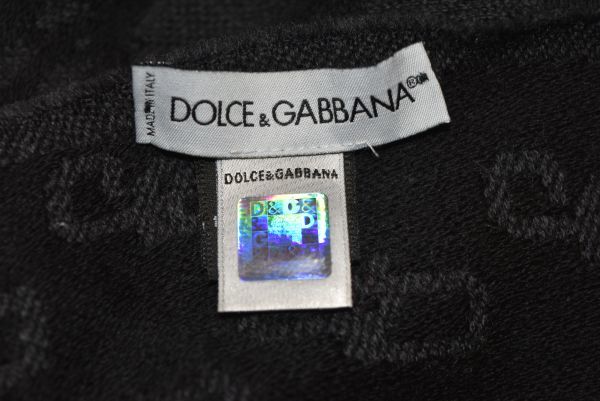 MADE IN ITALY
DOLCE & GABBANA®
DOLCE&GABBANA
D&G&
D
G